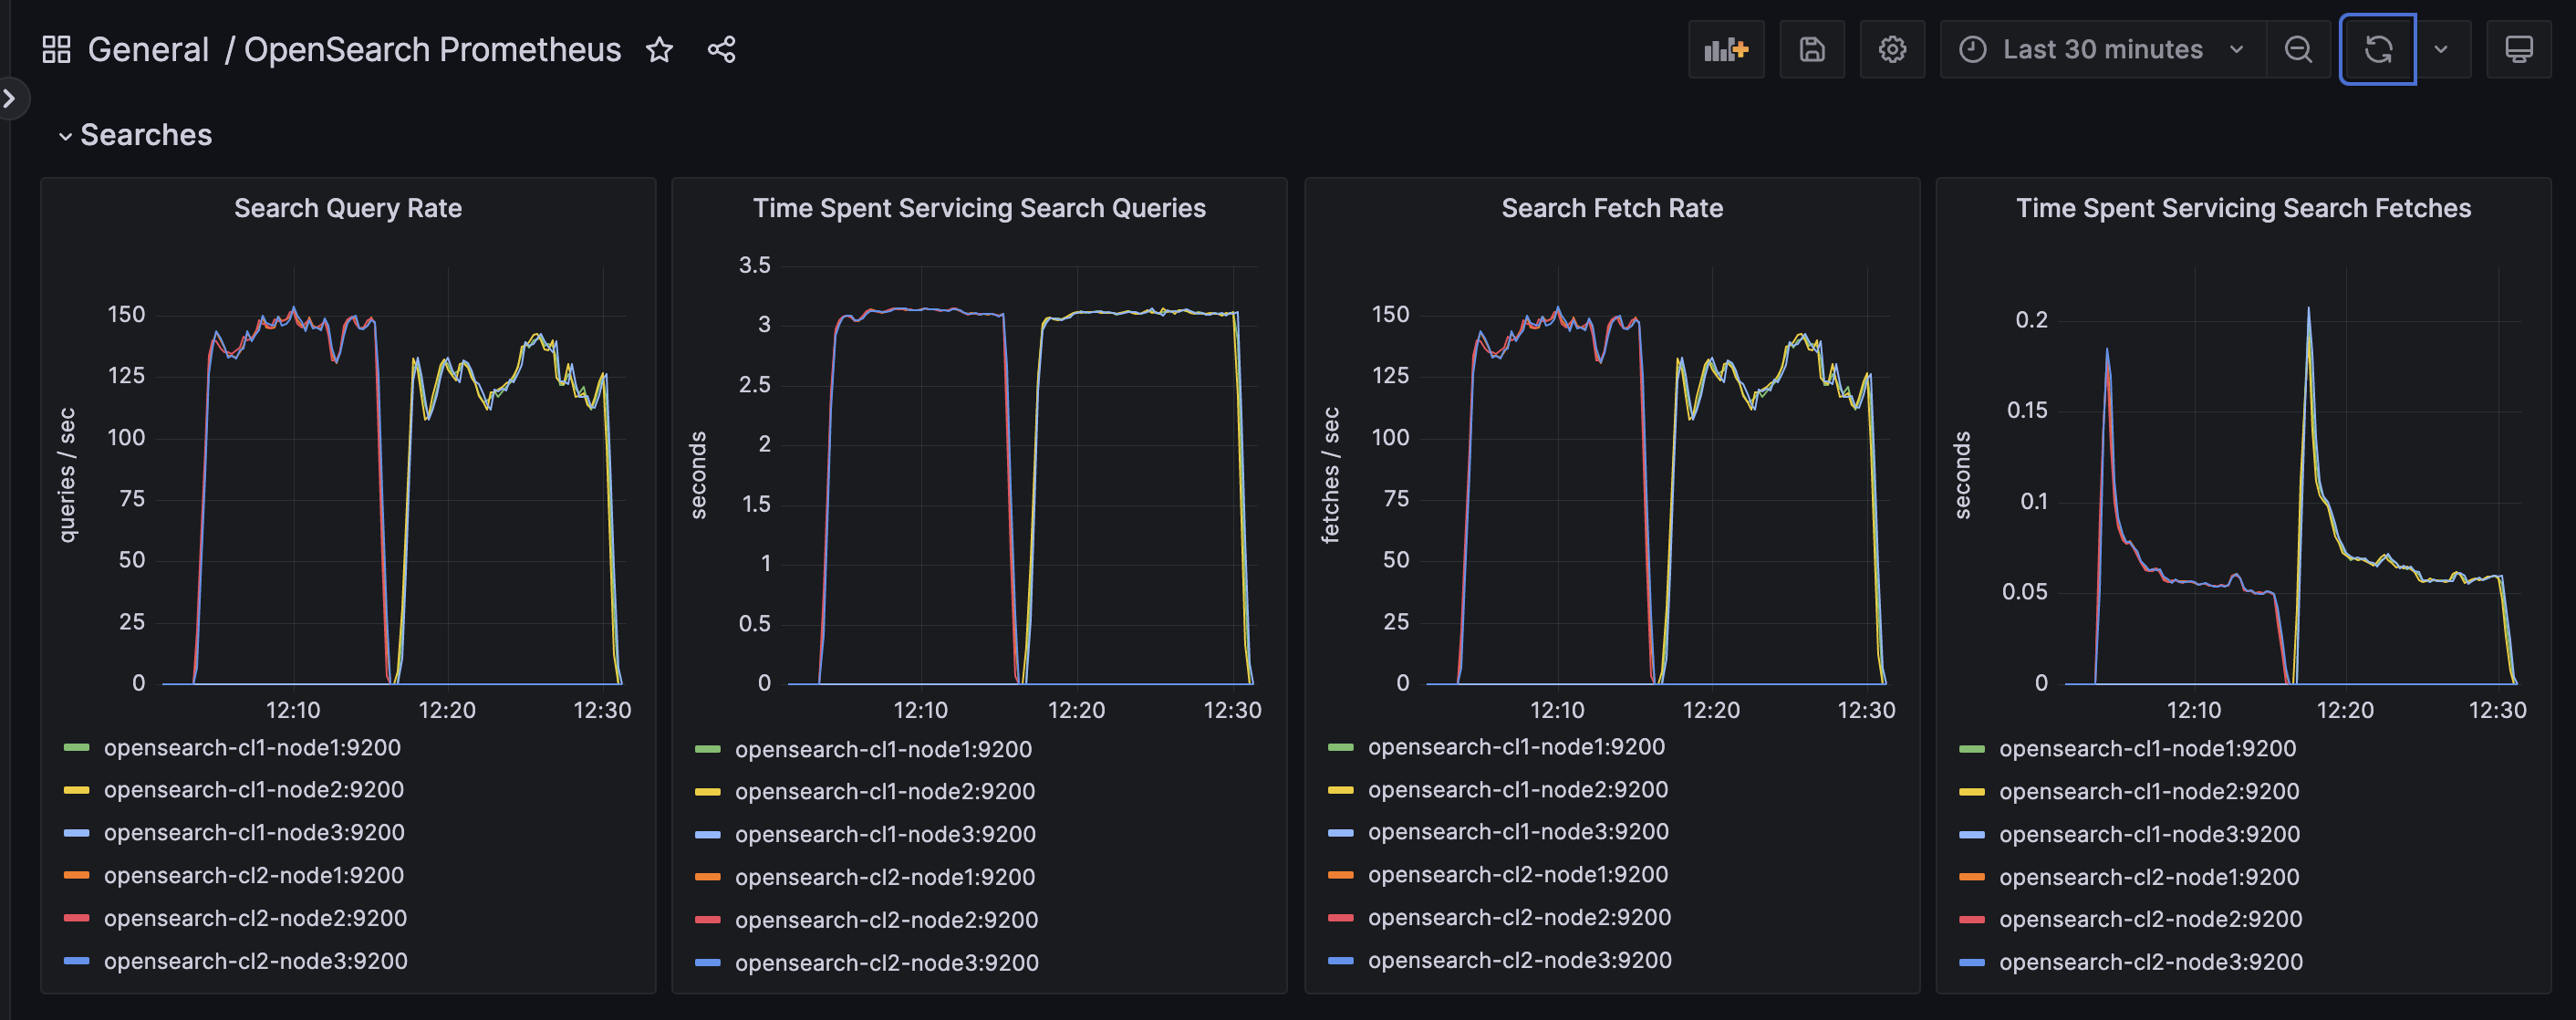 General / OpenSearch Prometheus
Last 30 minutes
Searches
Search Query Rate
queries / sec
150
125
100
75
50
25
0
12:10 12:20 12:30
opensearch-cl1-node1:9200
opensearch-cl1-node2:9200
opensearch-cl1-node3:9200
opensearch-cl2-node1:9200
opensearch-cl2-node2:9200
opensearch-cl2-node3:9200
Time Spent Servicing Search Queries
seconds
3.5
3
2.5
2
1.5
1
0.5
0
12:10 12:20 12:30
opensearch-cl1-node1:9200
opensearch-cl1-node2:9200
opensearch-cl1-node3:9200
opensearch-cl2-node1:9200
opensearch-cl2-node2:9200
opensearch-cl2-node3:9200
Search Fetch Rate
fetches / sec
150
125
100
75
50
25
0
12:10 12:20 12:30
opensearch-cl1-node1:9200
opensearch-cl1-node2:9200
opensearch-cl1-node3:9200
opensearch-cl2-node1:9200
opensearch-cl2-node2:9200
opensearch-cl2-node3:9200
Time Spent Servicing Search Fetches
seconds
0.2
0.15
0.1
0.05
0
12:10 12:20 12:30
opensearch-cl1-node1:9200
opensearch-cl1-node2:9200
opensearch-cl1-node3:9200
opensearch-cl2-node1:9200
opensearch-cl2-node2:9200
opensearch-cl2-node3:9200